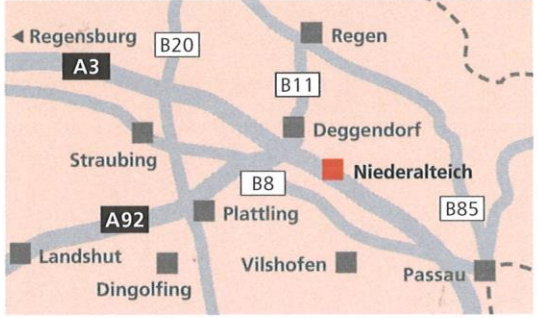 Regensburg
B20
Regen
A3
B11
Deggendorf
Straubing
Niederalteich
B8
B85
A92
Plattling
Landshut
Vilshofen
Passau
Dingolfing